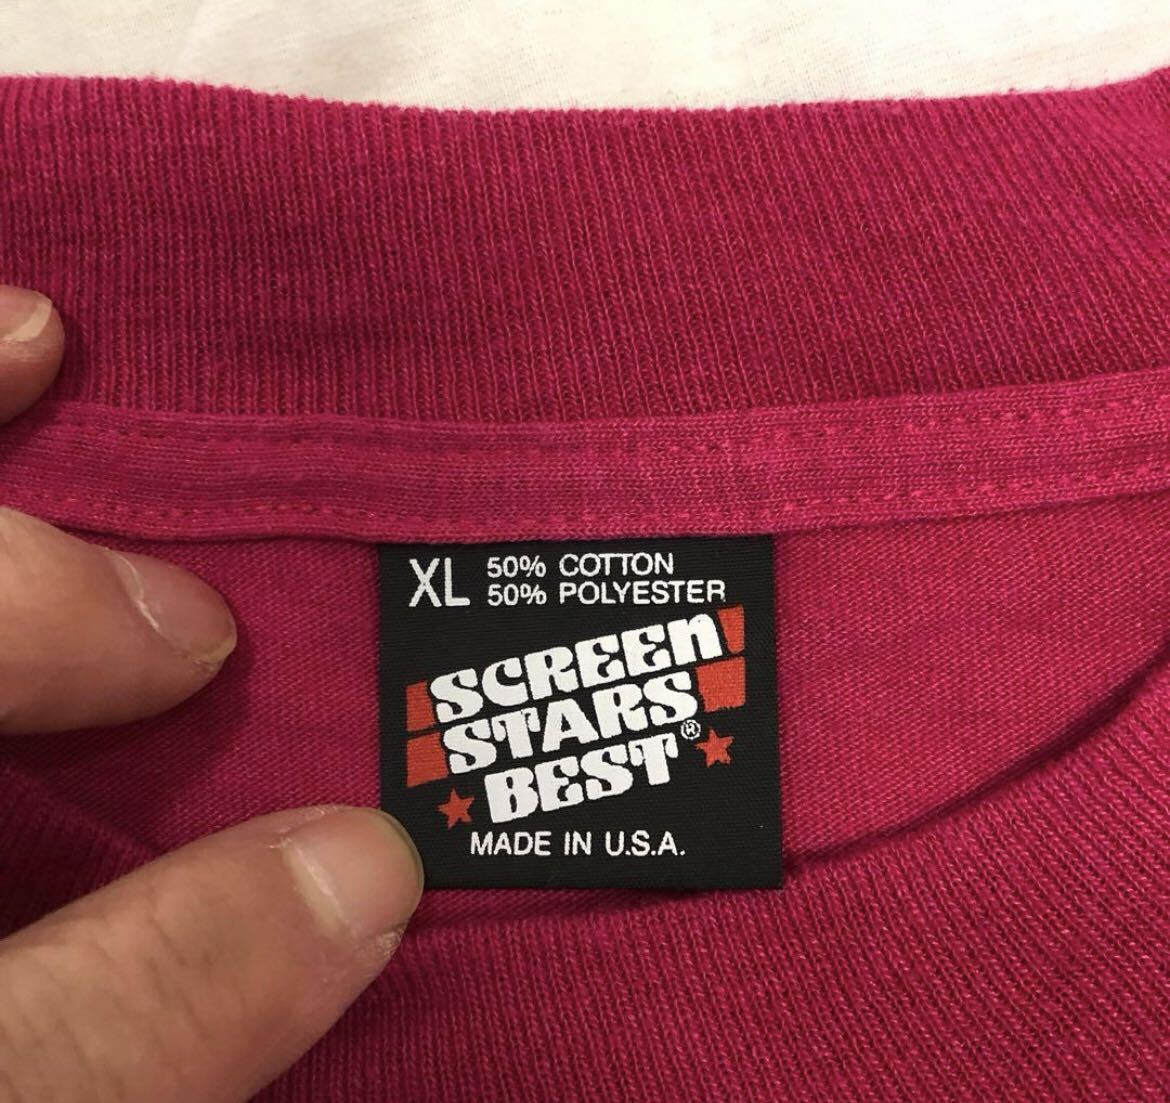 XL 50% COTTON
50% POLYESTER
SCREEN
STARS
BEST®
MADE IN U.S.A.